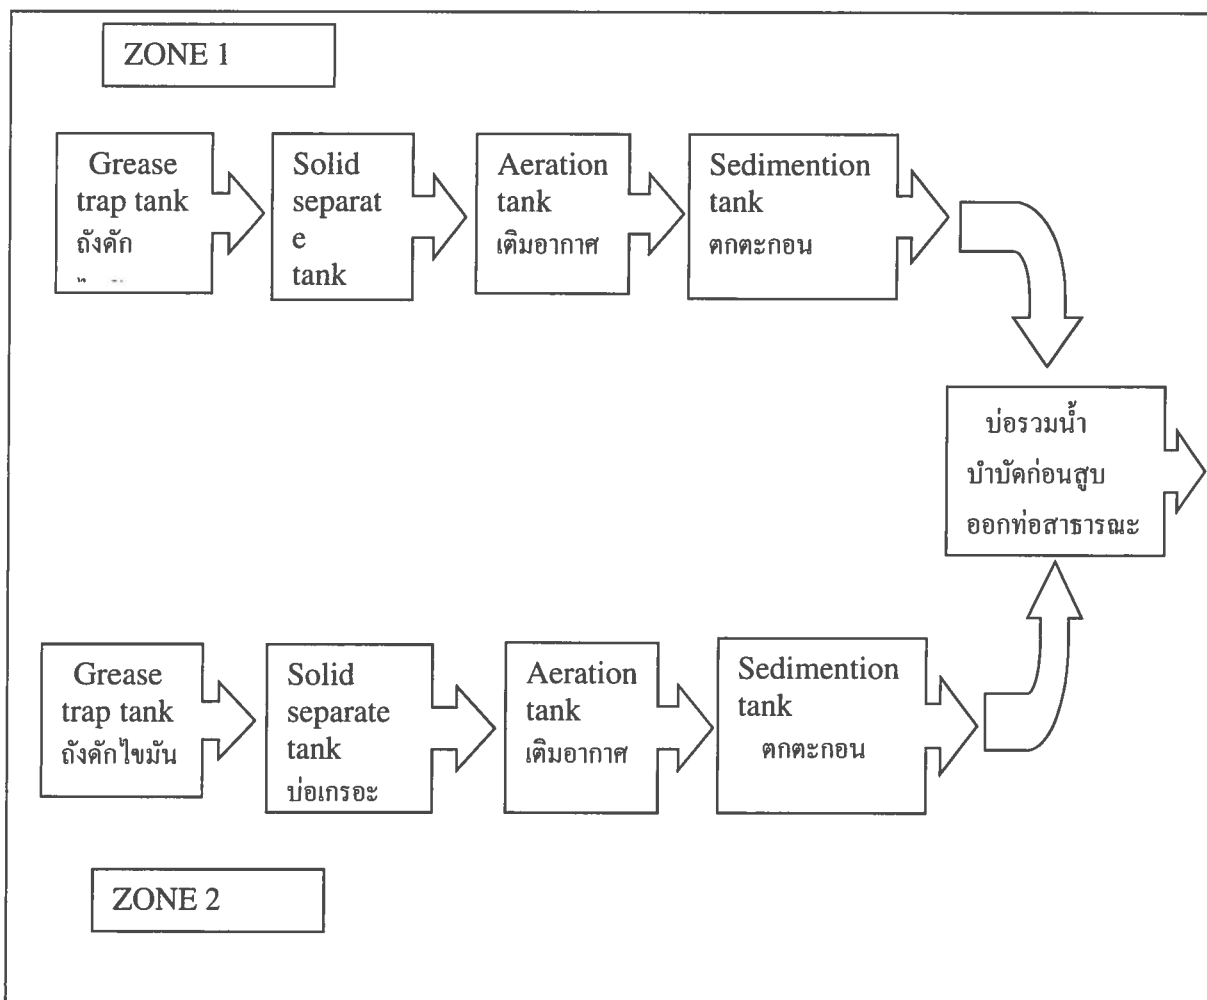 ZONE 1
Grease
trap tank
ถังดัก
Solid
separat
e
tank
Aeration
tank
เติมอากาศ
Sedimention
tank
ตกตะกอน
บ่อรวมน้ำ
บำบัดก่อนสูบ
ออกท่อสาธารณะ
Grease
trap tank
ถังดักไขมัน
Solid
separate
tank
บ่อเกรอะ
Aeration
tank
เติมอากาศ
Sedimention
tank
ตกตะกอน
ZONE 2